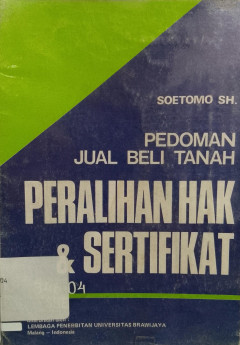 SOETOMO SH.
PEDOMAN
JUAL BELI TANAH
PERALIHAN HAK
& SERTIFIKAT
04
LEMBAGA PENERBITAN UNIVERSITAS BRAWIJAYA
Malang – Indonesia